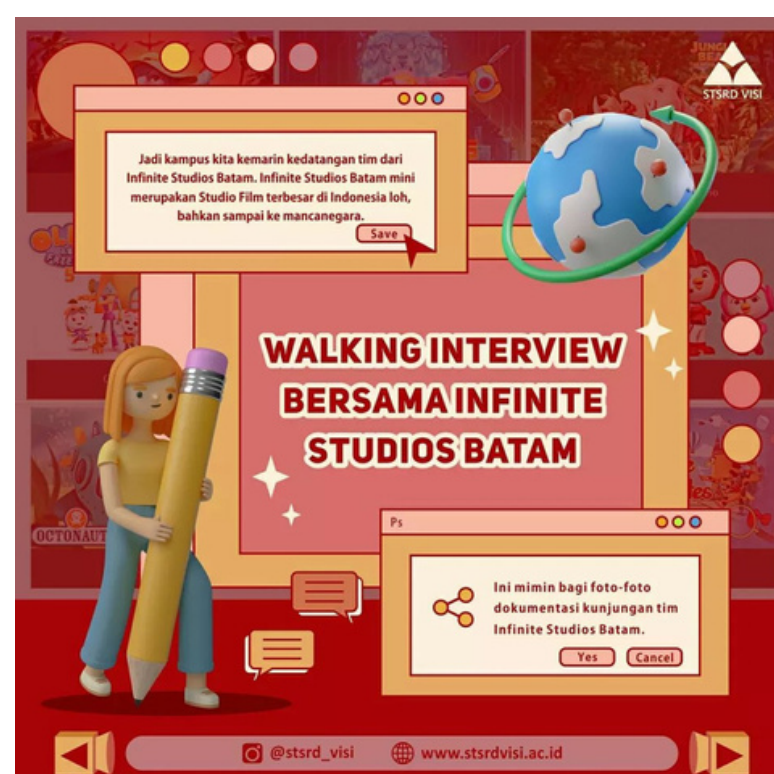 STSRD VISI
Jadi kampus kita kemarin kedatangan tim dari
Infinite Studios Batam. Infinite Studios Batam mini
merupakan Studio Film terbesar di Indonesia loh,
bahkan sampai ke mancanegara.
Save
WALKING INTERVIEW
BERSAMA INFINITE
STUDIOS BATAM
OCTONAUT
Ps
Ini mimin bagi foto-foto
dokumentasi kunjungan tim
Infinite Studios Batam.
Yes Cancel
@stsrd_visi www.stsrdvisi.ac.id